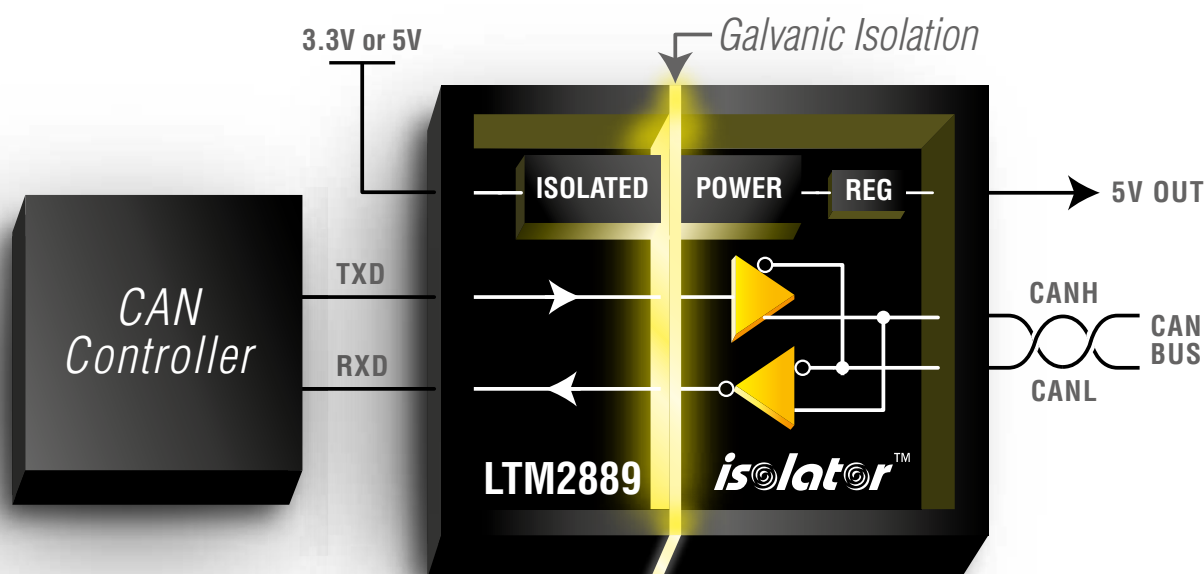 3.3V or 5V
Galvanic Isolation
ISOLATED
POWER
REG
5V OUT
CAN
Controller
TXD
RXD
CANH
CANL
CAN
BUS
LTM2889
isolator™